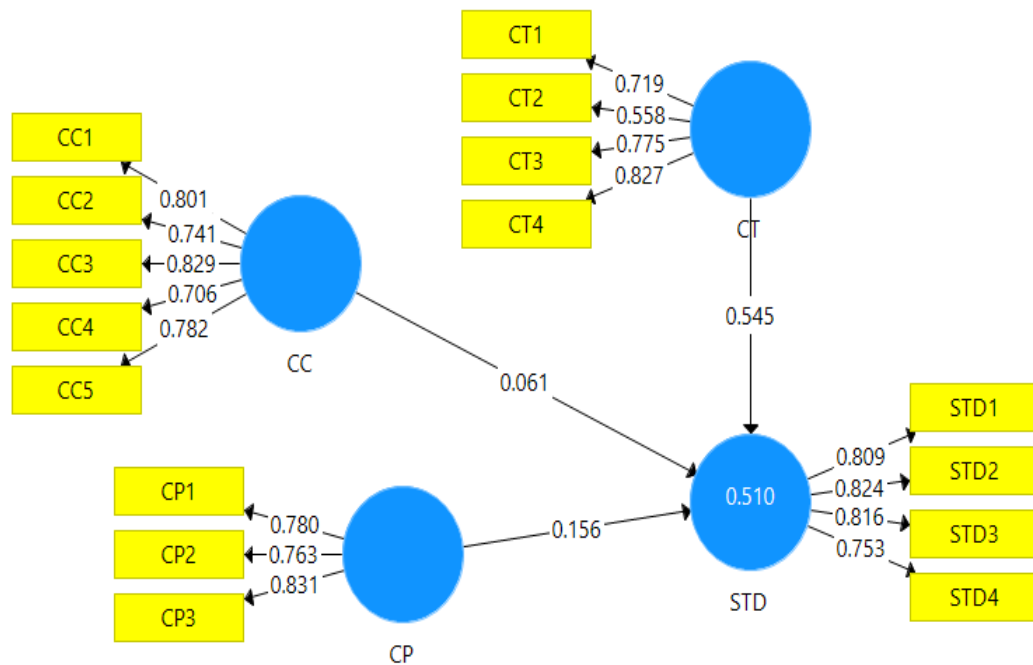 CT1
CT2
CT3
CT4
0.719
0.558
0.775
0.827
CT
CC1
CC2
CC3
CC4
CC5
0.801
0.741
0.829
0.706
0.782
CC
0.545
0.061
CP1
CP2
CP3
0.780
0.763
0.831
CP
0.156
0.510
STD
0.809
0.824
0.816
0.753
STD1
STD2
STD3
STD4